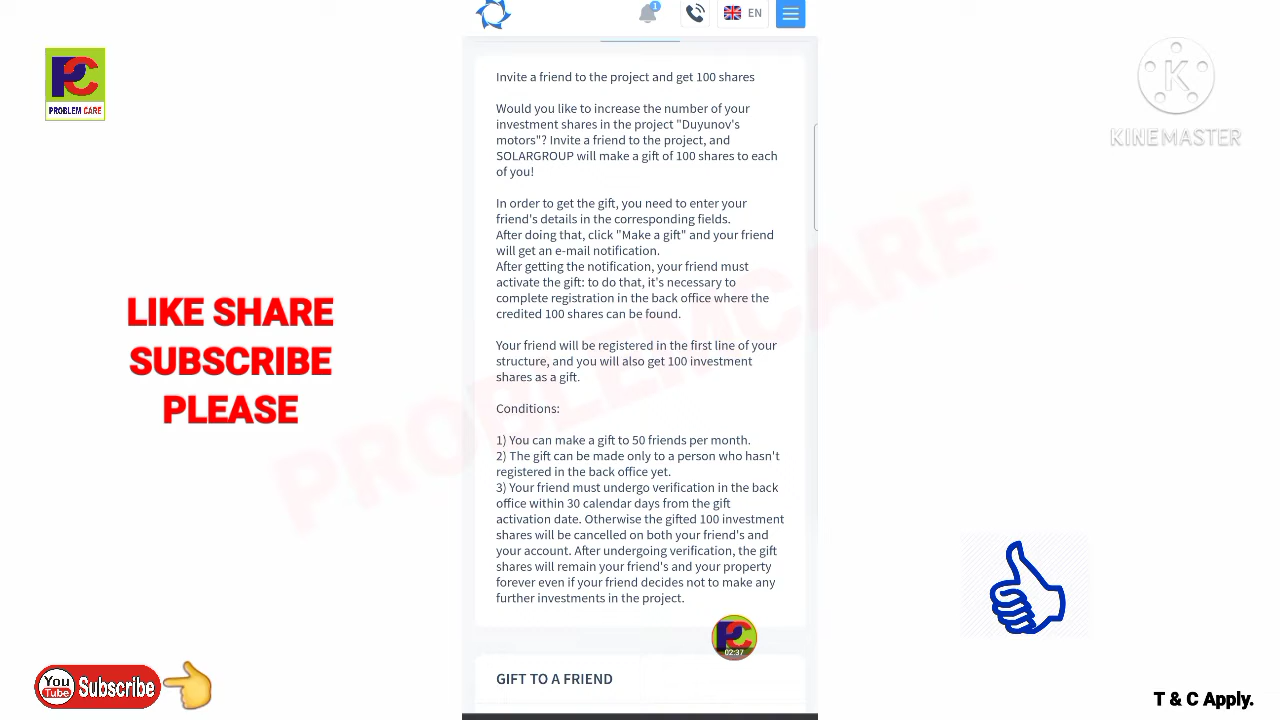 1
EN
PC
PROBLEM CARE
K
KINEMASTER
Invite a friend to the project and get 100 shares
Would you like to increase the number of your
investment shares in the project "Duyunov's
motors"? Invite a friend to the project, and
SOLARGROUP will make a gift of 100 shares to each
of you!
In order to get the gift, you need to enter your
friend's details in the corresponding fields.
After doing that, click "Make a gift" and your friend
will get an e-mail notification.
After getting the notification, your friend must
activate the gift: to do that, it's necessary to
complete registration in the back office where the
credited 100 shares can be found.
Your friend will be registered in the first line of your
structure, and you will also get 100 investment
shares as a gift.
Conditions:
1) You can make a gift to 50 friends per month.
2) The gift can be made only to a person who hasn't
registered in the back office yet.
3) Your friend must undergo verification in the back
office within 30 calendar days from the gift
activation date. Otherwise the gifted 100 investment
shares will be cancelled on both your friend's and
your account. After undergoing verification, the gift
shares will remain your friend's and your property
forever even if your friend decides not to make any
further investments in the project.
PROBLEMCARE
LIKE SHARE
SUBSCRIBE
PLEASE
PC
02:37
GIFT TO A FRIEND
You
Tube
Subscribe
T & C Apply.